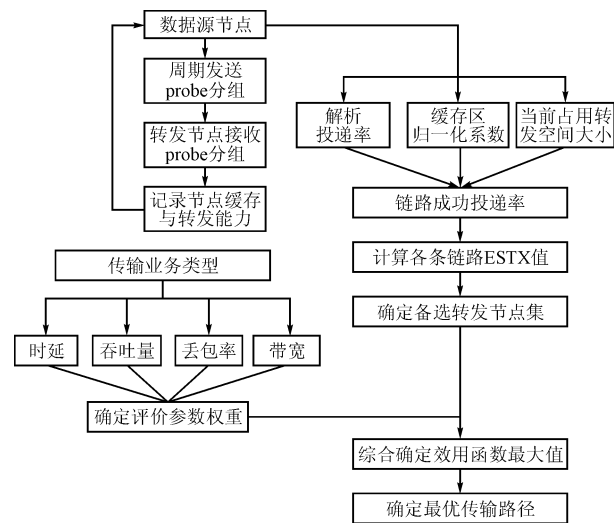 数据源节点
周期发送
probe分组
转发节点接收
probe分组
记录节点缓存
与转发能力
解析
投递率
缓存区
归一化系数
当前占用转
发空间大小
链路成功投递率
计算各条链路ESTX值
确定备选转发节点集
传输业务类型
时延
吞吐量
丢包率
带宽
确定评价参数权重
综合确定效用函数最大值
确定最优传输路径